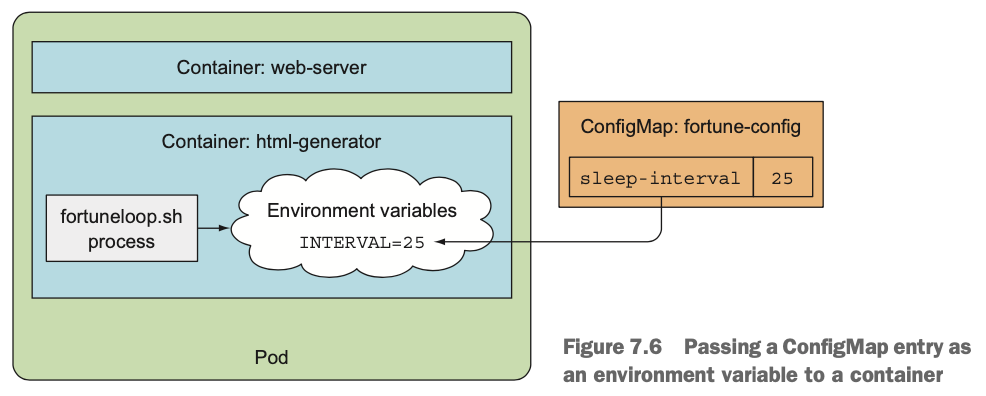 Container: web-server
Container: html-generator
fortuneloop.sh
process
Environment variables
INTERVAL=25
Pod
ConfigMap: fortune-config
sleep-interval 25
Figure 7.6 Passing a ConfigMap entry as
an environment variable to a container